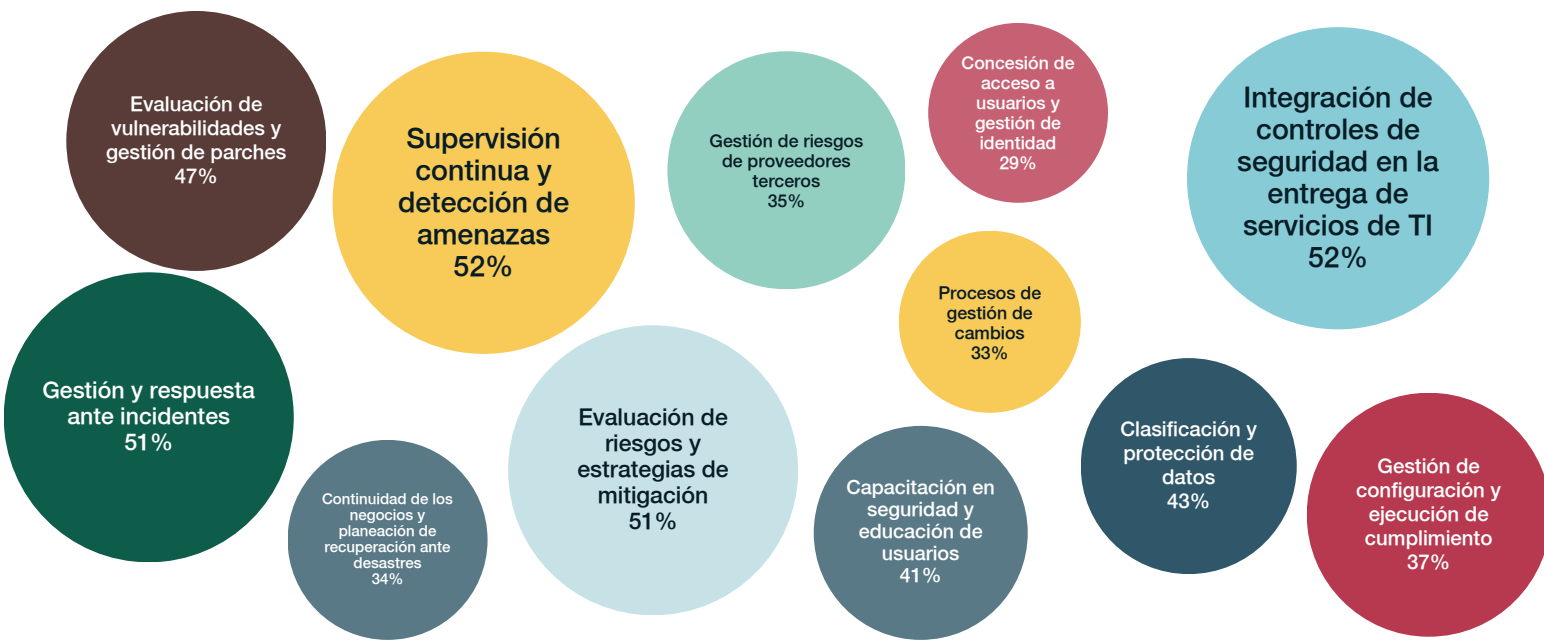 Evaluación de
vulnerabilidades y
gestión de parches
47%
Supervisión
continua y
detección de
amenazas
52%
Gestión de riesgos
de proveedores
terceros
35%
Concesión de
acceso a
usuarios y
gestión de
identidad
29%
Integración de
controles de
seguridad en la
entrega de
servicios de TI
52%
Gestión y respuesta
ante incidentes
51%
Continuidad de los
negocios y
planeación de
recuperación ante
desastres
34%
Evaluación de
riesgos y
estrategias de
mitigación
51%
Procesos de
gestión de
cambios
33%
Capacitación en
seguridad y
educación de
usuarios
41%
Clasificación y
protección de
datos
43%
Gestión de
configuración y
ejecución de
cumplimiento
37%